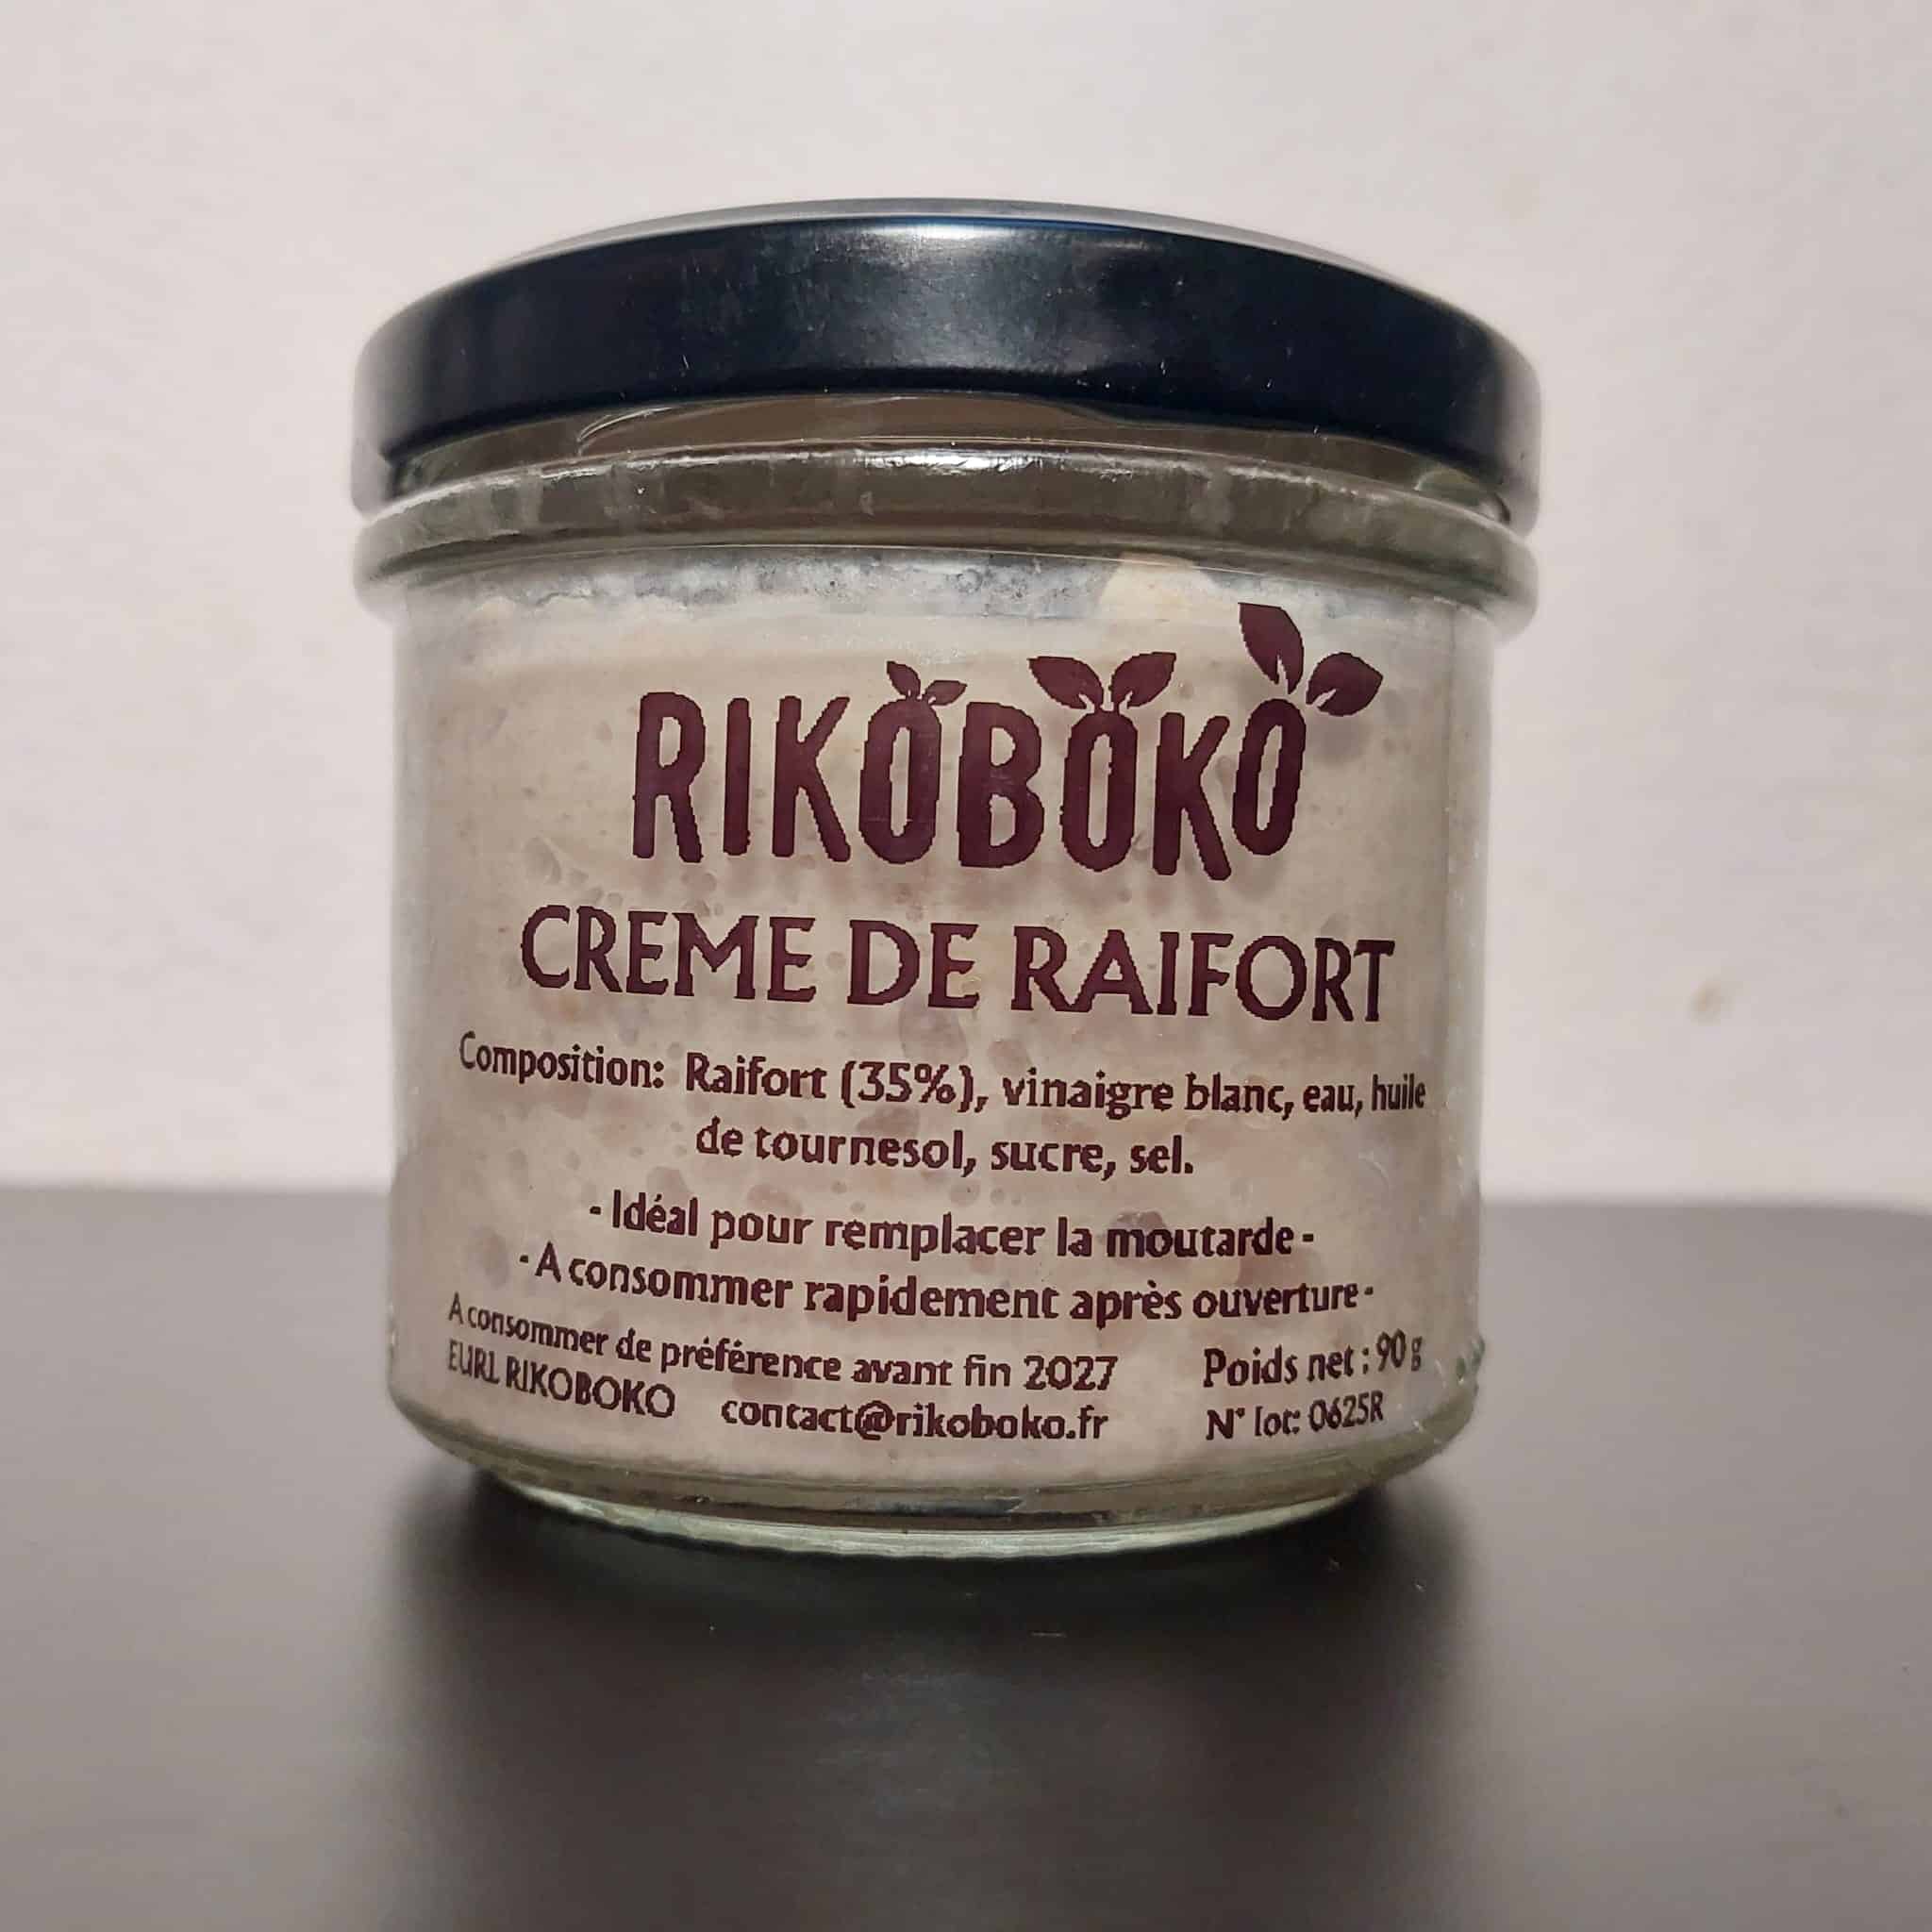 RIKOBOKO
CREME DE RAIFORT
Composition: Raifort (35%), vinaigre blanc, eau, huile
de tournesol, sucre, sel.
- Idéal pour remplacer la moutarde -
- A consommer rapidement après ouverture -
A consommer de préférence avant fin 2027
Poids net : 90 g
EURL RIKOBOKO contact@rikoboko.fr
N° lot: 0625R